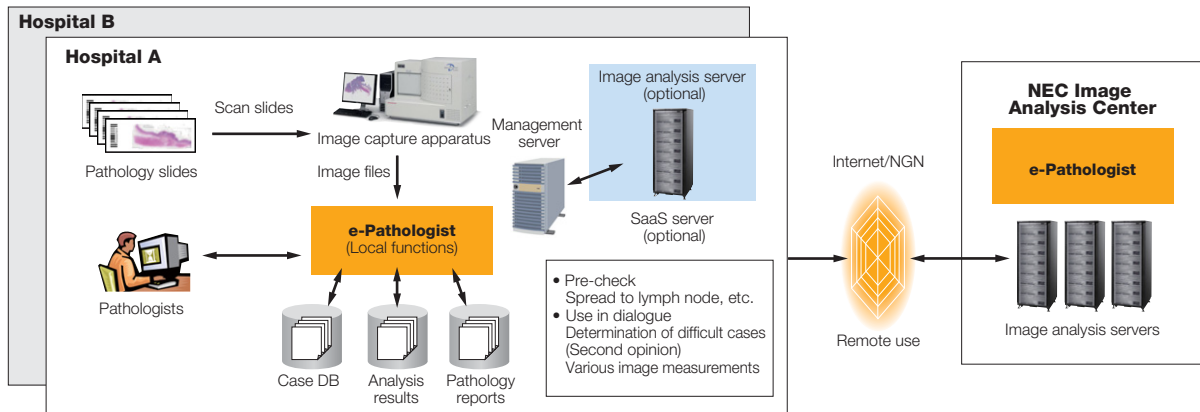 Hospital B
Hospital A
Scan slides
Pathology slides
Image capture apparatus
Image files
Management
server
Image analysis server
(optional)
SaaS server
(optional)
e-Pathologist
(Local functions)
Pathologists
Case DB
Analysis
results
Pathology
reports
• Pre-check
Spread to lymph node, etc.
• Use in dialogue
Determination of difficult cases
(Second opinion)
Various image measurements
Internet/NGN
Remote use
NEC Image
Analysis Center
e-Pathologist
Image analysis servers